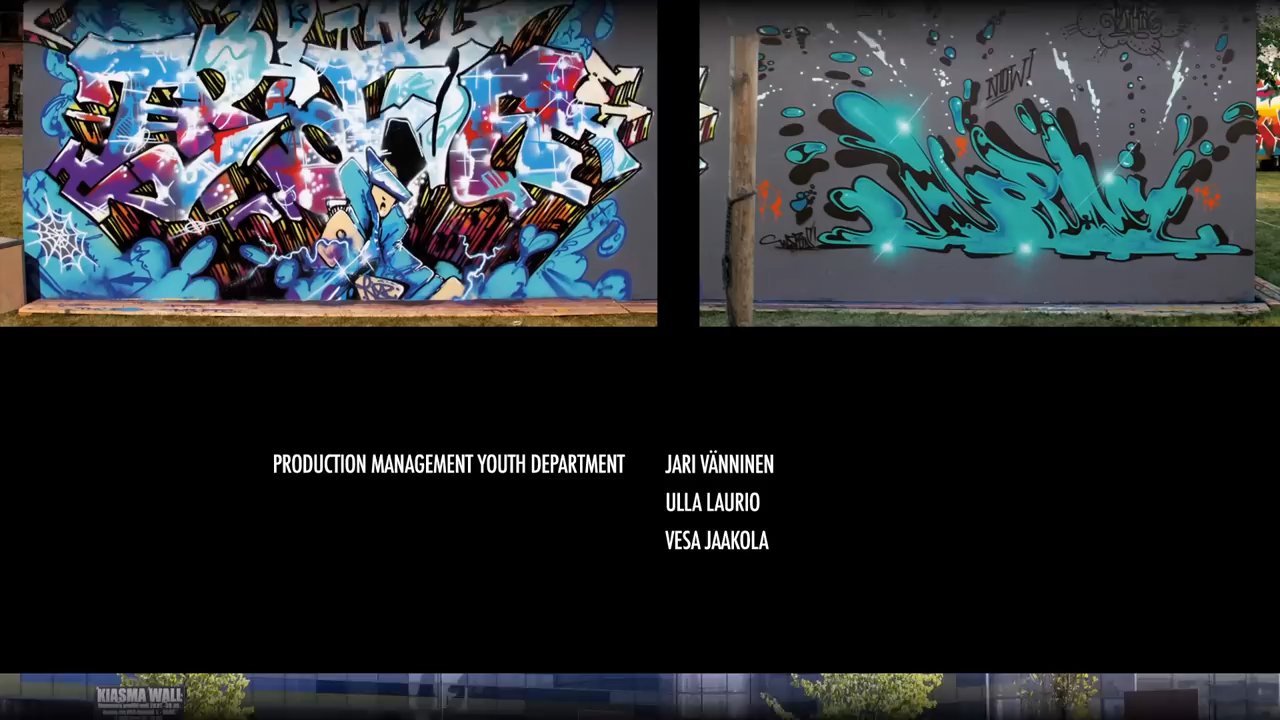 NOW!
PRODUCTION MANAGEMENT YOUTH DEPARTMENT JARI VÄNNINEN
ULLA LAURIO
VESA JAAKOLA
KIASMA WALL